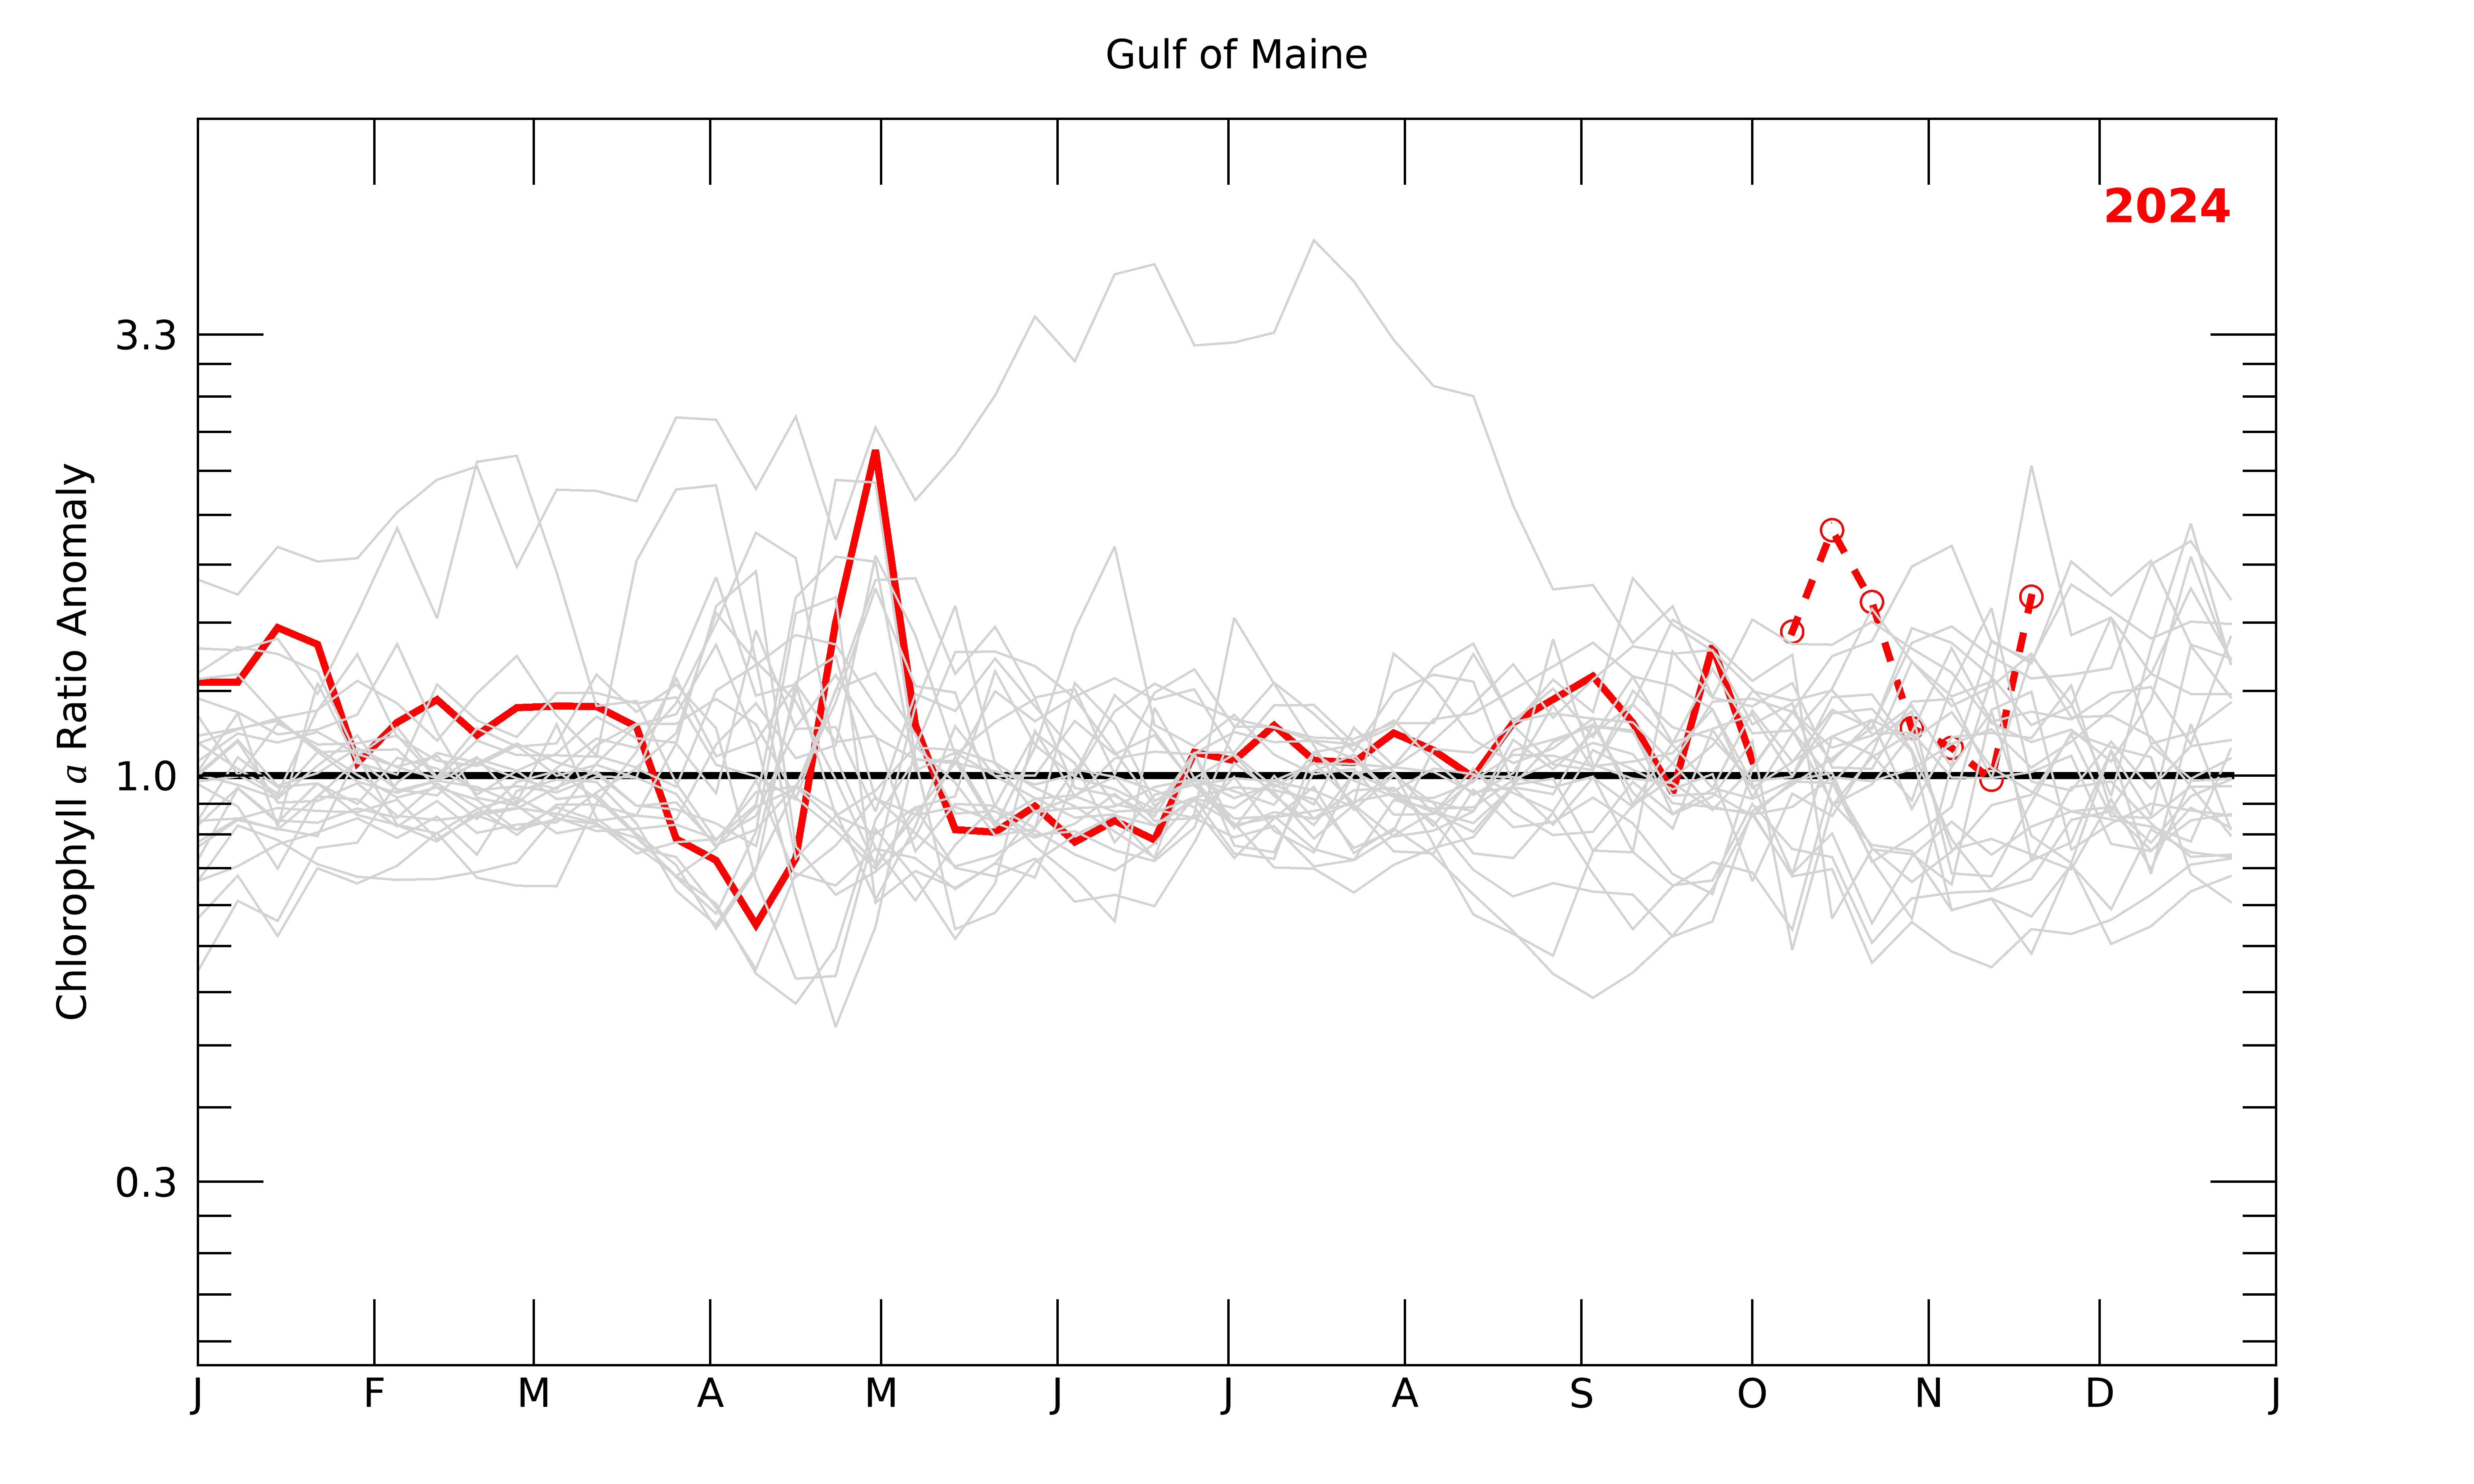 Gulf of Maine
2024
3.3
1.0
0.3
Chlorophyll a Ratio Anomaly
J F M A M J J A S O N D J